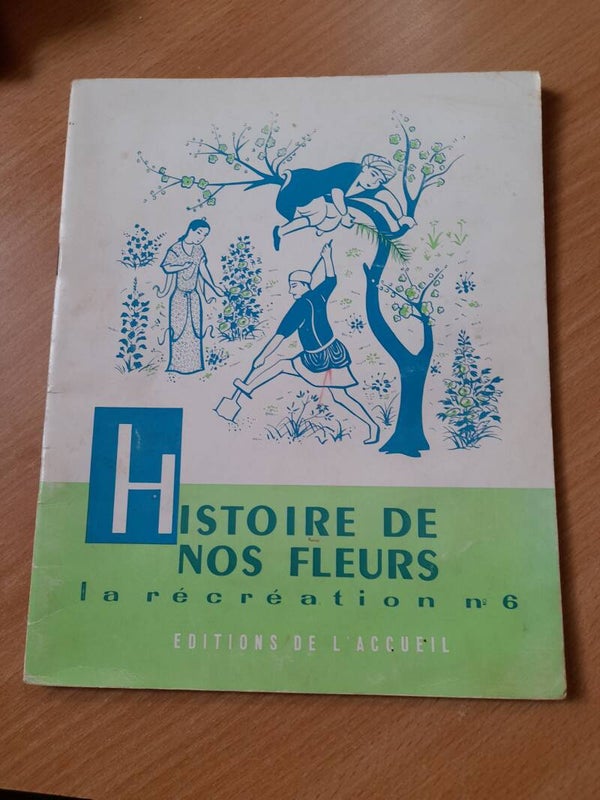 HISTOIRE DE
NOS FLEURS
la récréation n° 6
EDITIONS DE L'ACCUEIL